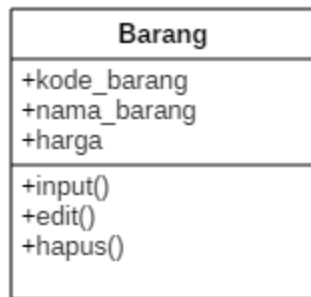 Barang
+kode_barang
+nama_barang
+harga
+input()
+edit()
+hapus()